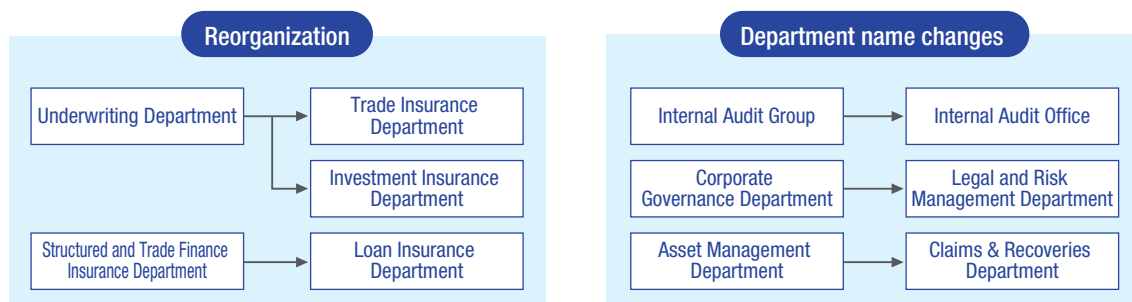 Reorganization
Underwriting Department
Trade Insurance
Department
Investment Insurance
Department
Structured and Trade Finance
Insurance Department
Loan Insurance
Department
Department name changes
Internal Audit Group
Internal Audit Office
Corporate
Governance Department
Legal and Risk
Management Department
Asset Management
Department
Claims & Recoveries
Department